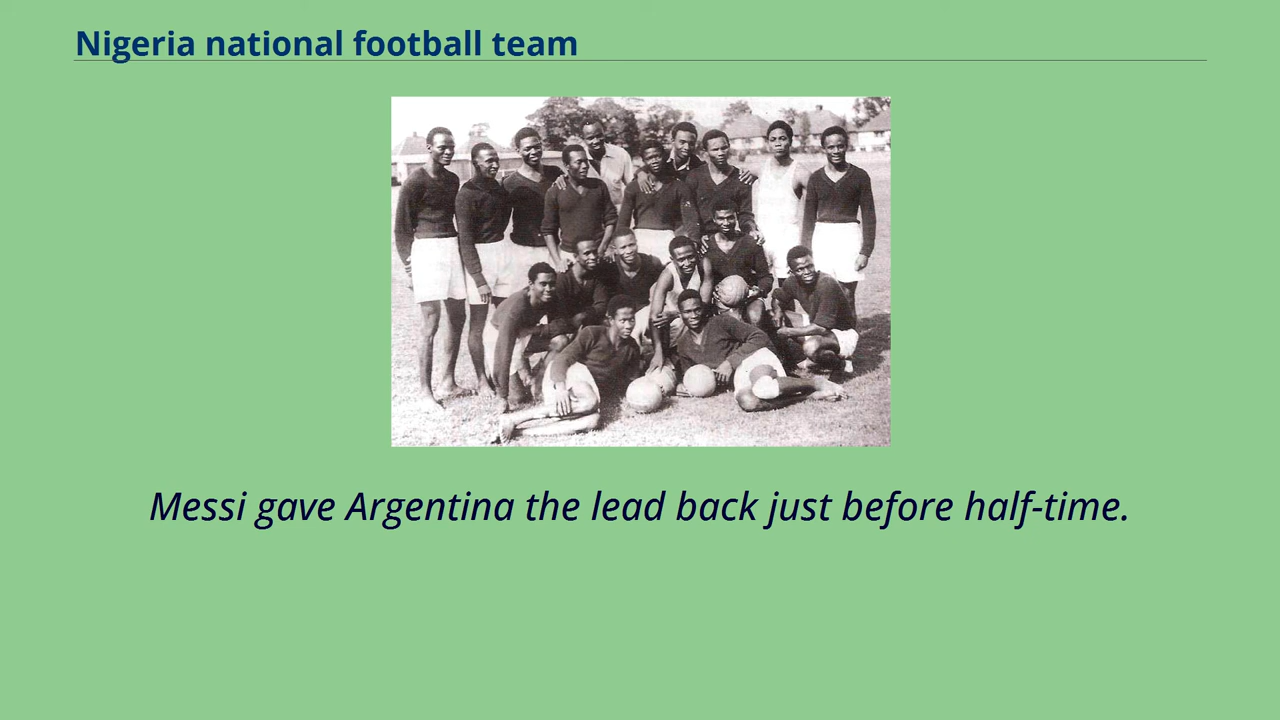 Nigeria national football team
Messi gave Argentina the lead back just before half-time.